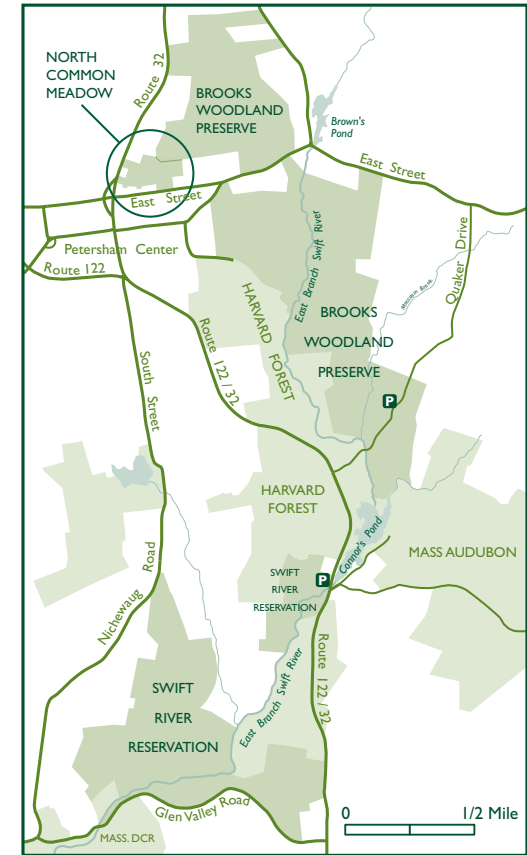 NORTH
COMMON
MEADOW
Route 32
BROOKS
WOODLAND
PRESERVE
Brown's
Pond
East Street
East Street
Petersham Center
Route 122
East Branch Swift River
Quaker Drive
Moccasin Brook
HARVARD FOREST
BROOKS
WOODLAND
PRESERVE
Route 122 / 32
South Street
P
HARVARD
FOREST
Connor's Pond
MASS AUDUBON
SWIFT
RIVER
RESERVATION
P
Nichewaug Road
East Branch Swift River
Route 122 / 32
SWIFT
RIVER
RESERVATION
Glen Valley Road
MASS. DCR
0 1/2 Mile